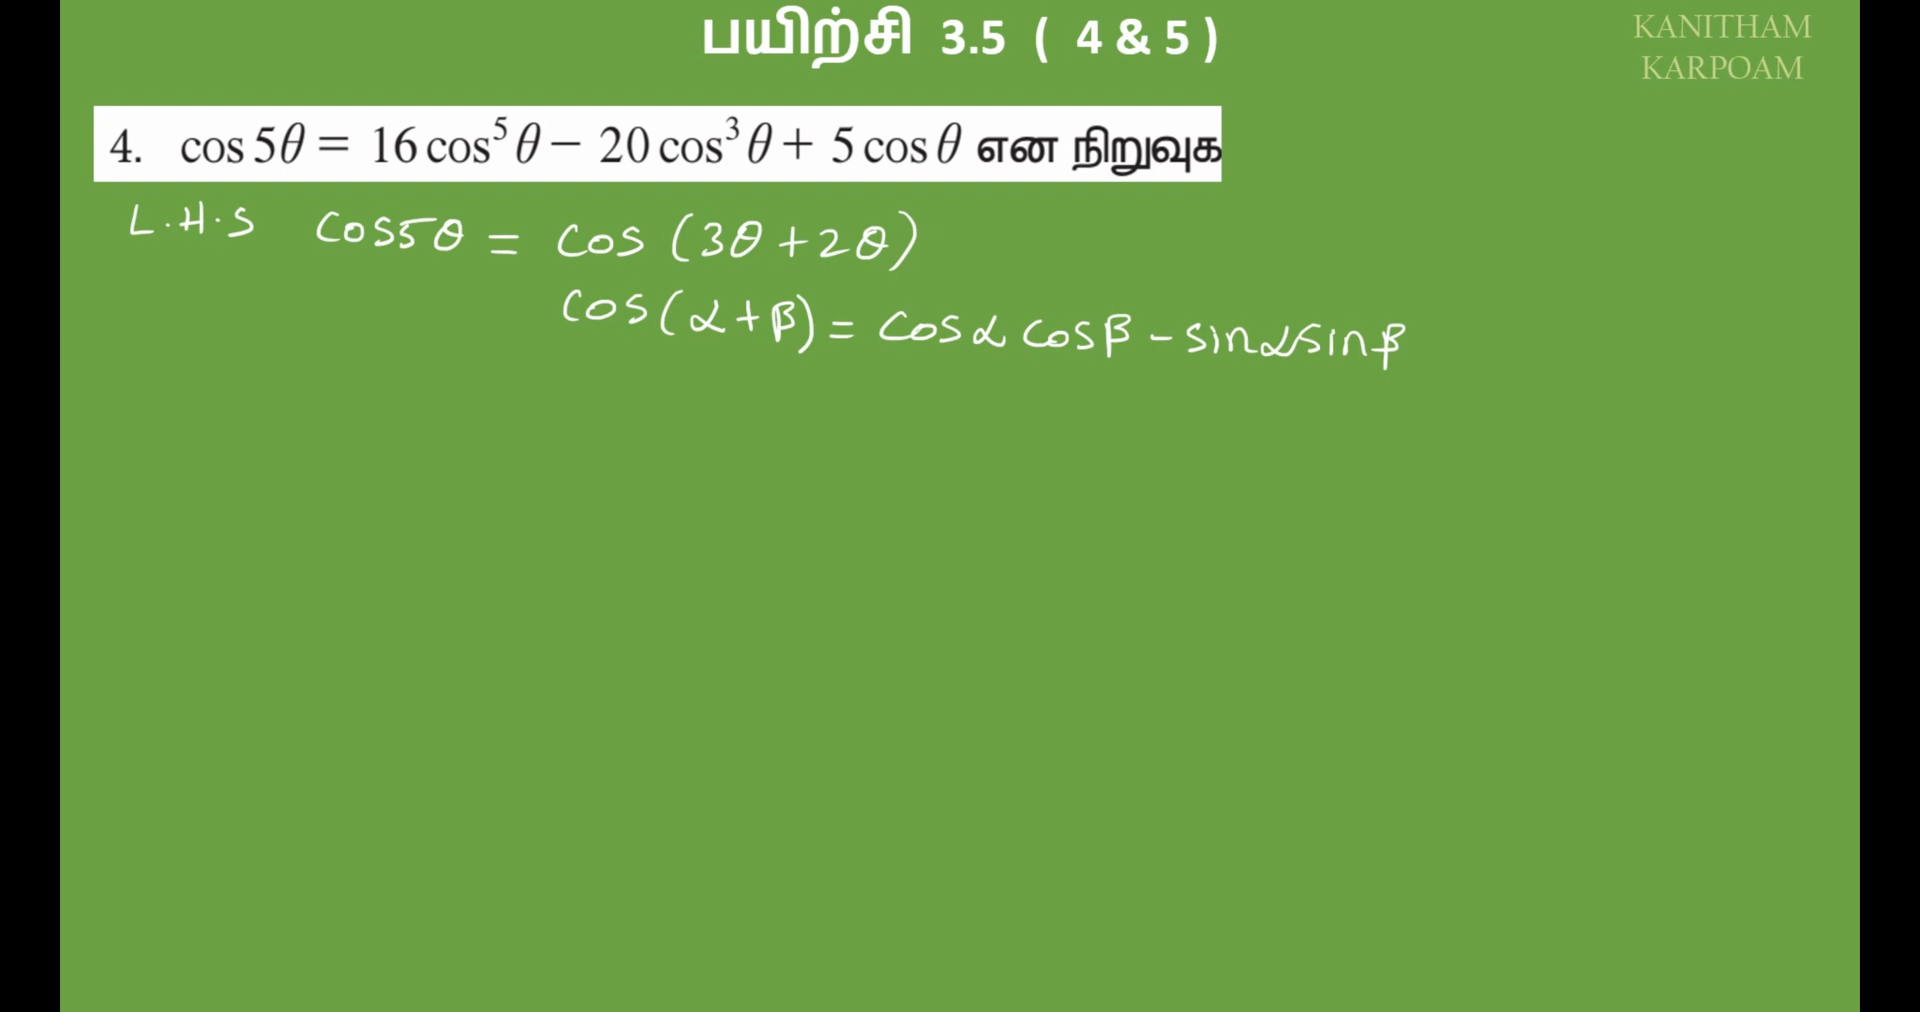 பயிற்சி 3.5 ( 4 & 5 )
KANITHAM
KARPOAM
4. cos 5θ = 16 cos⁵ θ − 20 cos³ θ + 5 cos θ என நிறுவுக
L.H.S cos5θ = cos (3θ + 2θ)
cos(α+β) = cosα cosβ - sinα sinβ